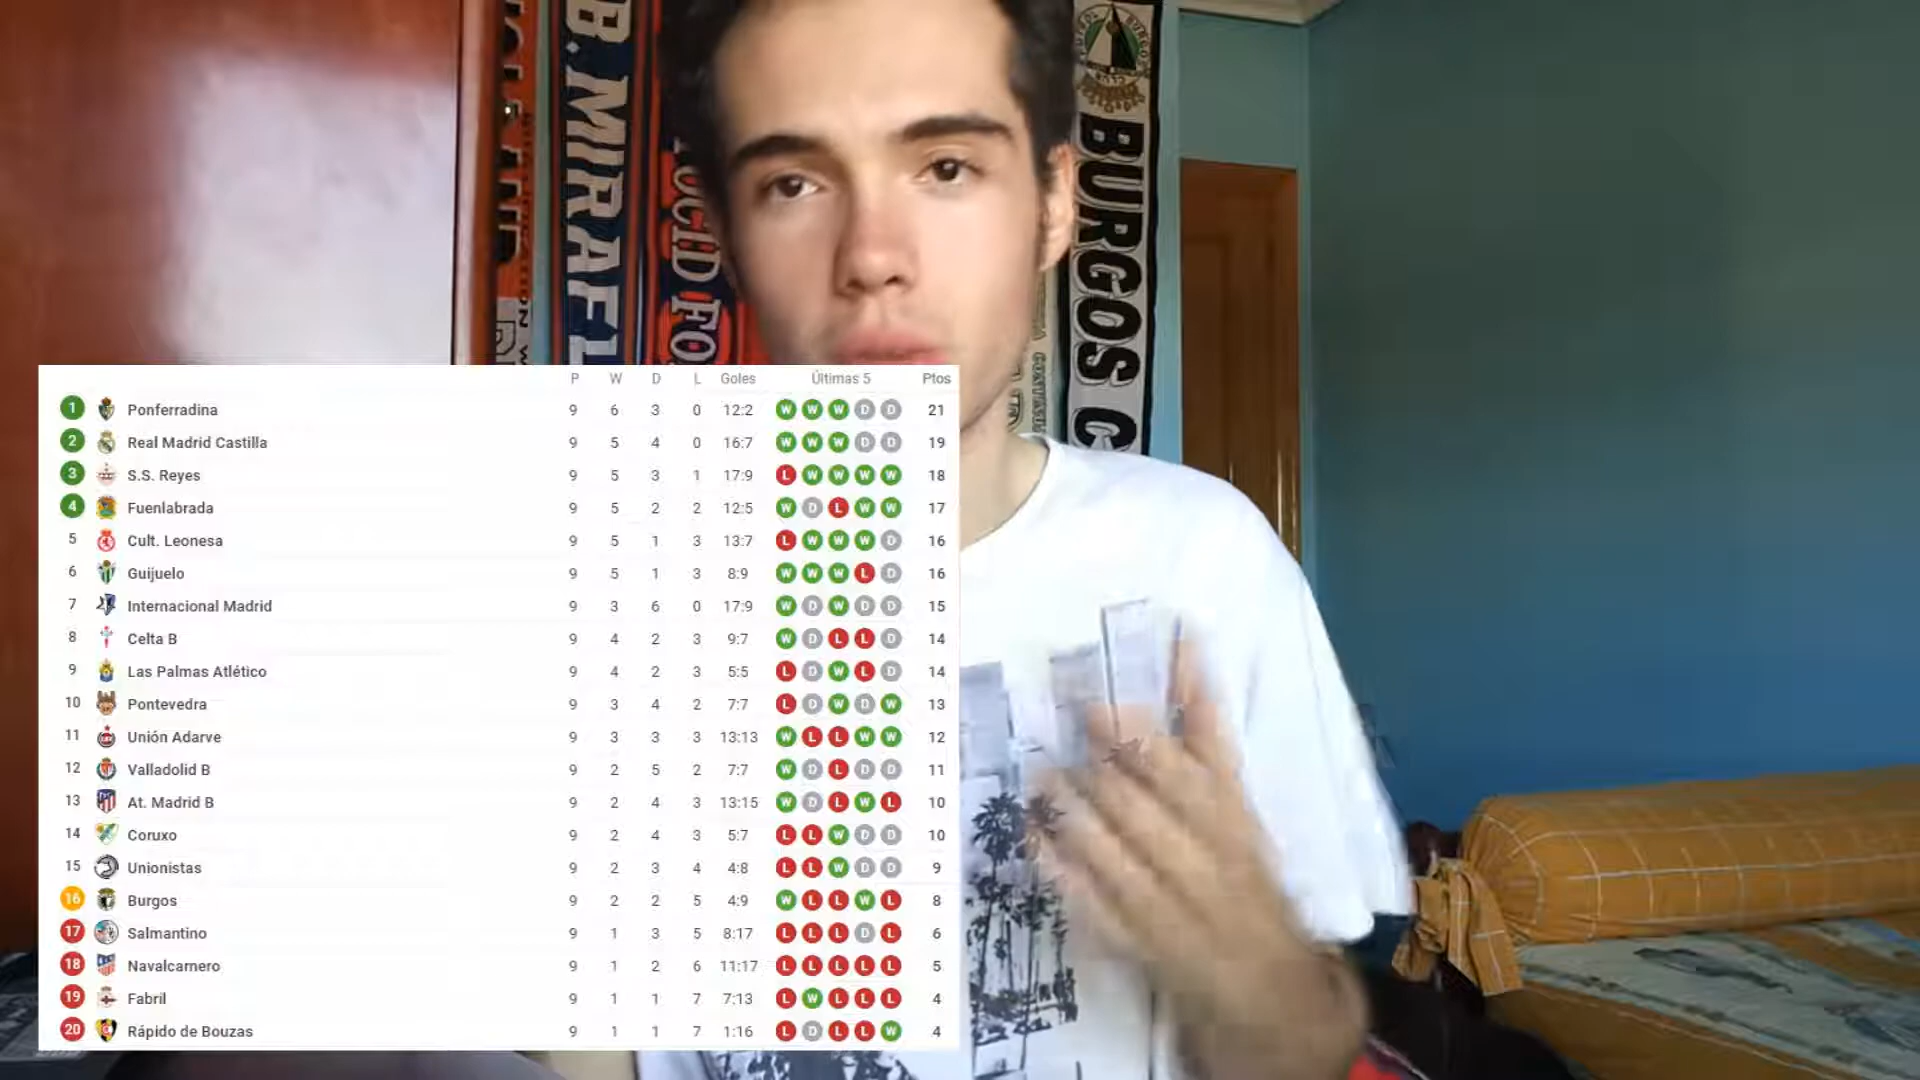 B. MIRAE
BURGOS C
P W D L Goles Últimas 5 Ptos
1 Ponferradina 9 6 3 0 12:2 W W W D D 21
2 Real Madrid Castilla 9 5 4 0 16:7 W W W D D 19
3 S.S. Reyes 9 5 3 1 17:9 L W W W W 18
4 Fuenlabrada 9 5 2 2 12:5 W D L W W 17
5 Cult. Leonesa 9 5 1 3 13:7 L W W W D 16
6 Guijuelo 9 5 1 3 8:9 W W W L D 16
7 Internacional Madrid 9 3 6 0 17:9 W D W D D 15
8 Celta B 9 4 2 3 9:7 W D L L D 14
9 Las Palmas Atlético 9 4 2 3 5:5 L D W L D 14
10 Pontevedra 9 3 4 2 7:7 L D W D W 13
11 Unión Adarve 9 3 3 3 13:13 W L L W W 12
12 Valladolid B 9 2 5 2 7:7 W D L D D 11
13 At. Madrid B 9 2 4 3 13:15 W D L W L 10
14 Coruxo 9 2 4 3 5:7 L L W D D 10
15 Unionistas 9 2 3 4 4:8 L L W D D 9
16 Burgos 9 2 2 5 4:9 W L L W L 8
17 Salmantino 9 1 3 5 8:17 L L L D L 6
18 Navalcarnero 9 1 2 6 11:17 L L L L L 5
19 Fabril 9 1 1 7 7:13 L W L L L 4
20 Rápido de Bouzas 9 1 1 7 1:16 L D L L W 4